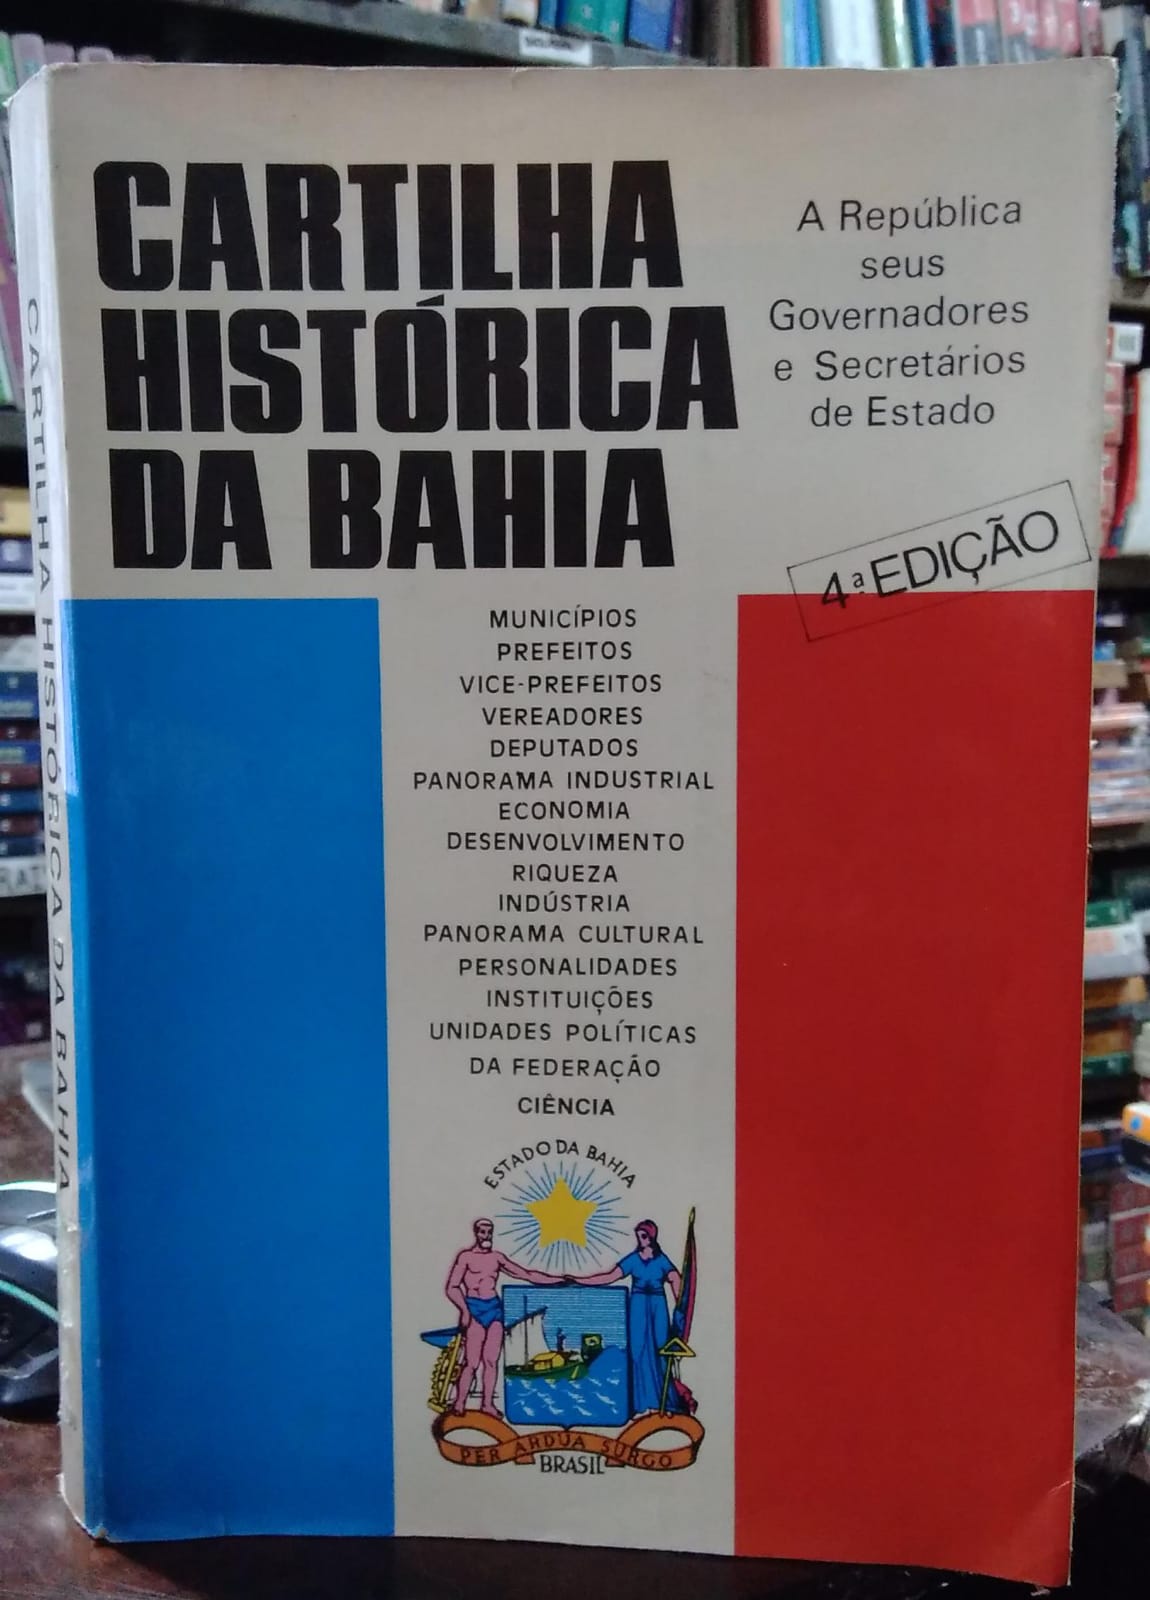 CARTILHA
HISTÓRICA
DA BAHIA
A República
seus
Governadores
e Secretários
de Estado
4ª EDIÇÃO
MUNICÍPIOS
PREFEITOS
VICE-PREFEITOS
VEREADORES
DEPUTADOS
PANORAMA INDUSTRIAL
ECONOMIA
DESENVOLVIMENTO
RIQUEZA
INDÚSTRIA
PANORAMA CULTURAL
PERSONALIDADES
INSTITUIÇÕES
UNIDADES POLÍTICAS
DA FEDERAÇÃO
CIÊNCIA
ESTADO DA BAHIA
PER ARDUA SURGO
BRASIL
CARTILHA HISTÓRICA DA BAHIA